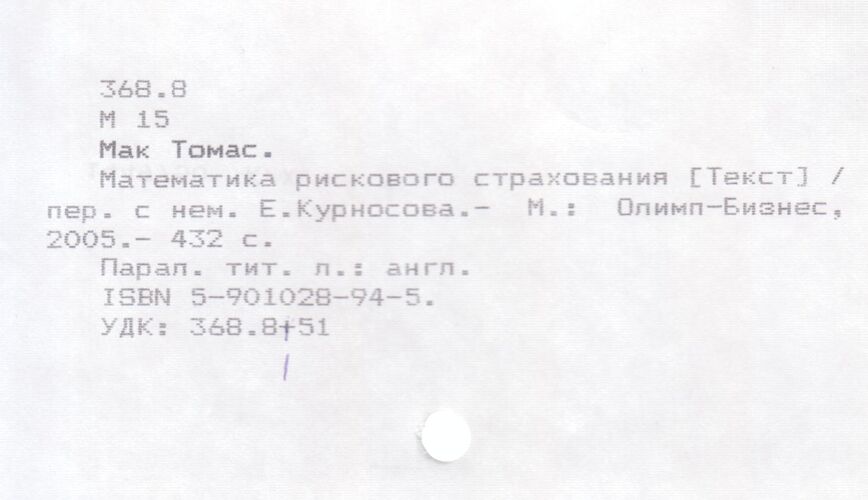 368.8
М 15
Мак Томас.
Математика рискового страхования [Текст] /
пер. с нем. Е.Курносова.- М.: Олимп-Бизнес,
2005.- 432 с.
Парал. тит. л.: англ.
ISBN 5-901028-94-5.
УДК: 368.8+51